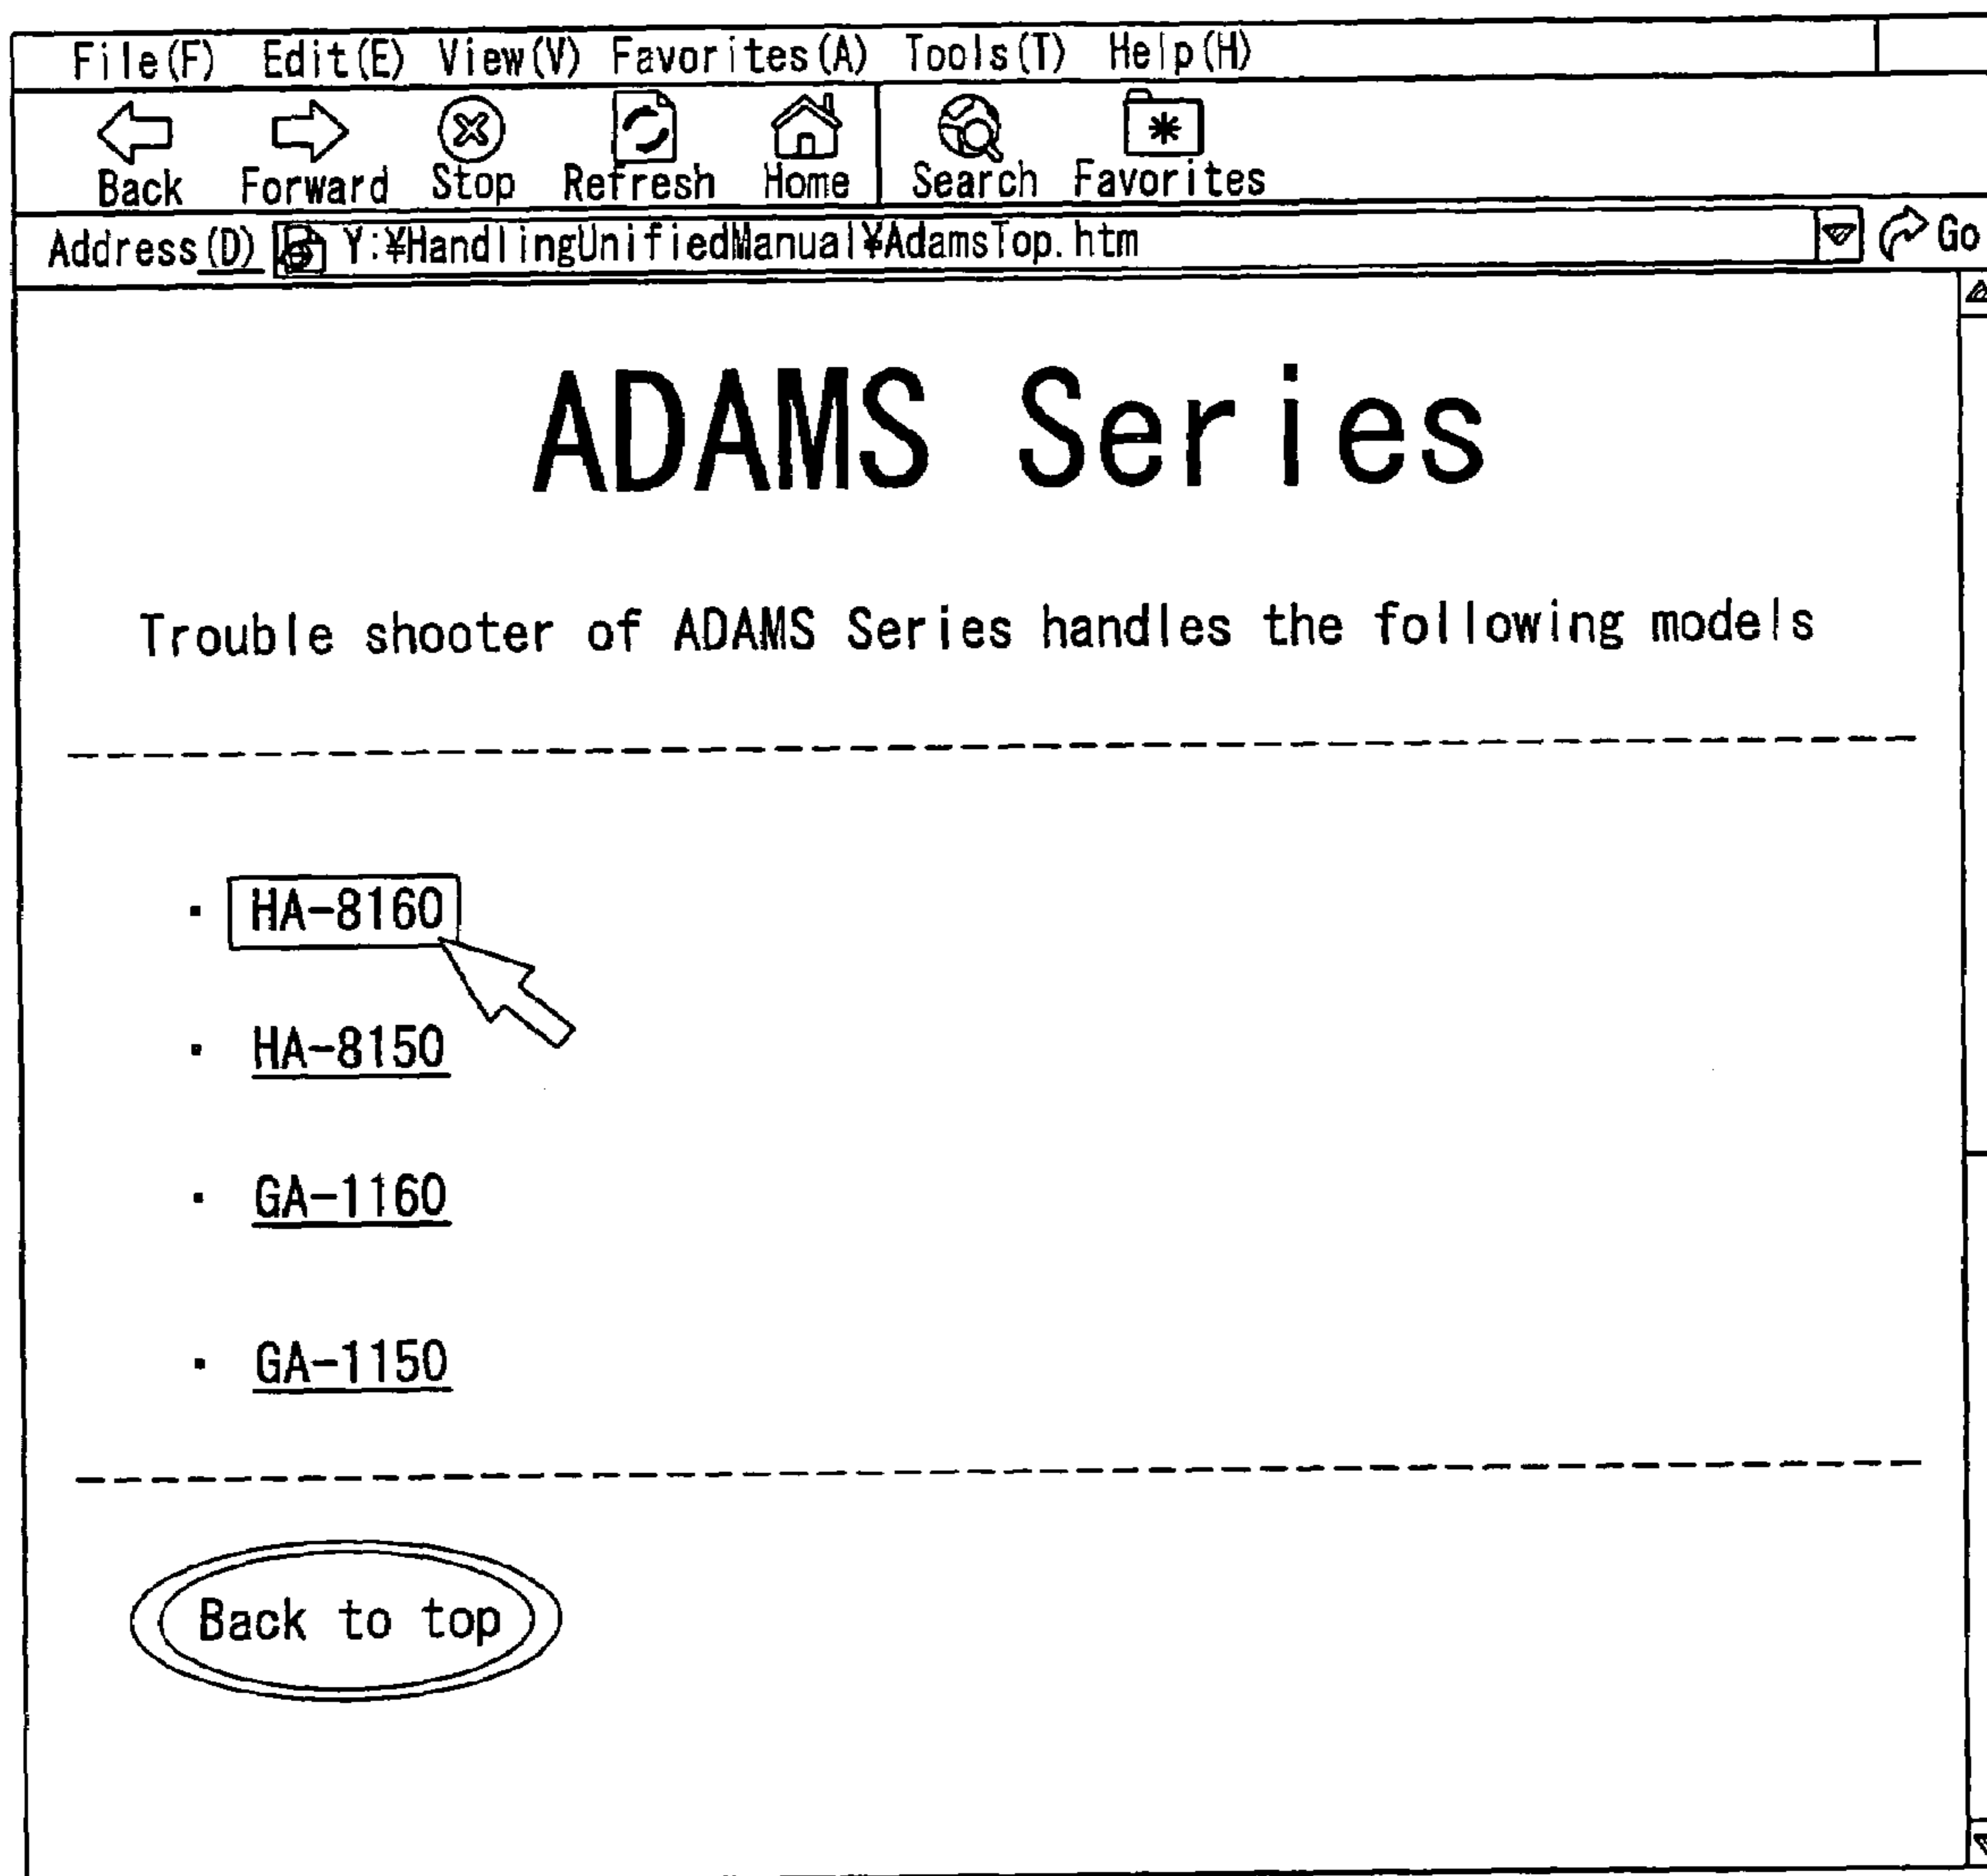 File(F) Edit(E) View(V) Favorites(A) Tools(T) Help(H)
Back Forward Stop Refresh Home Search Favorites
Address(D) Y:¥HandlingUnifiedManual¥AdamsTop.htm Go
ADAMS Series
Trouble shooter of ADAMS Series handles the following models
· HA-8160
· HA-8150
· GA-1160
· GA-1150
Back to top